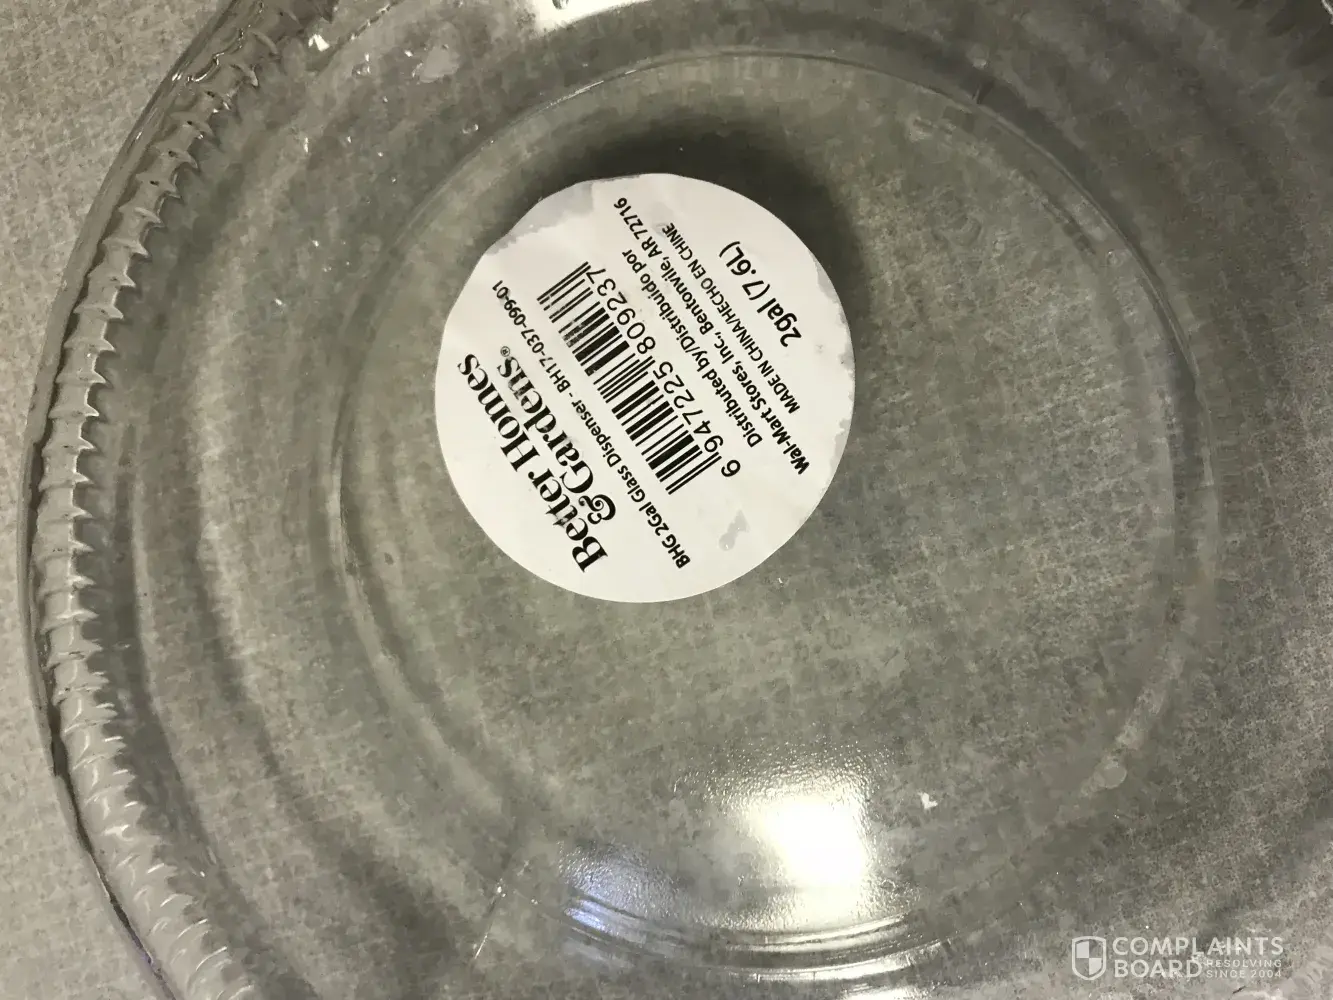 Better Homes
& Gardens®
BHG 2Gal Glass Dispenser - BH17-037-099-01
6 947225 809237
Distributed by/Distribuido por
Wal-Mart Stores, Inc., Bentonville, AR 72716
MADE IN CHINA/HECHO EN CHINE
2gal (7.6L)
COMPLAINTS
BOARD RESOLVING
SINCE 2004